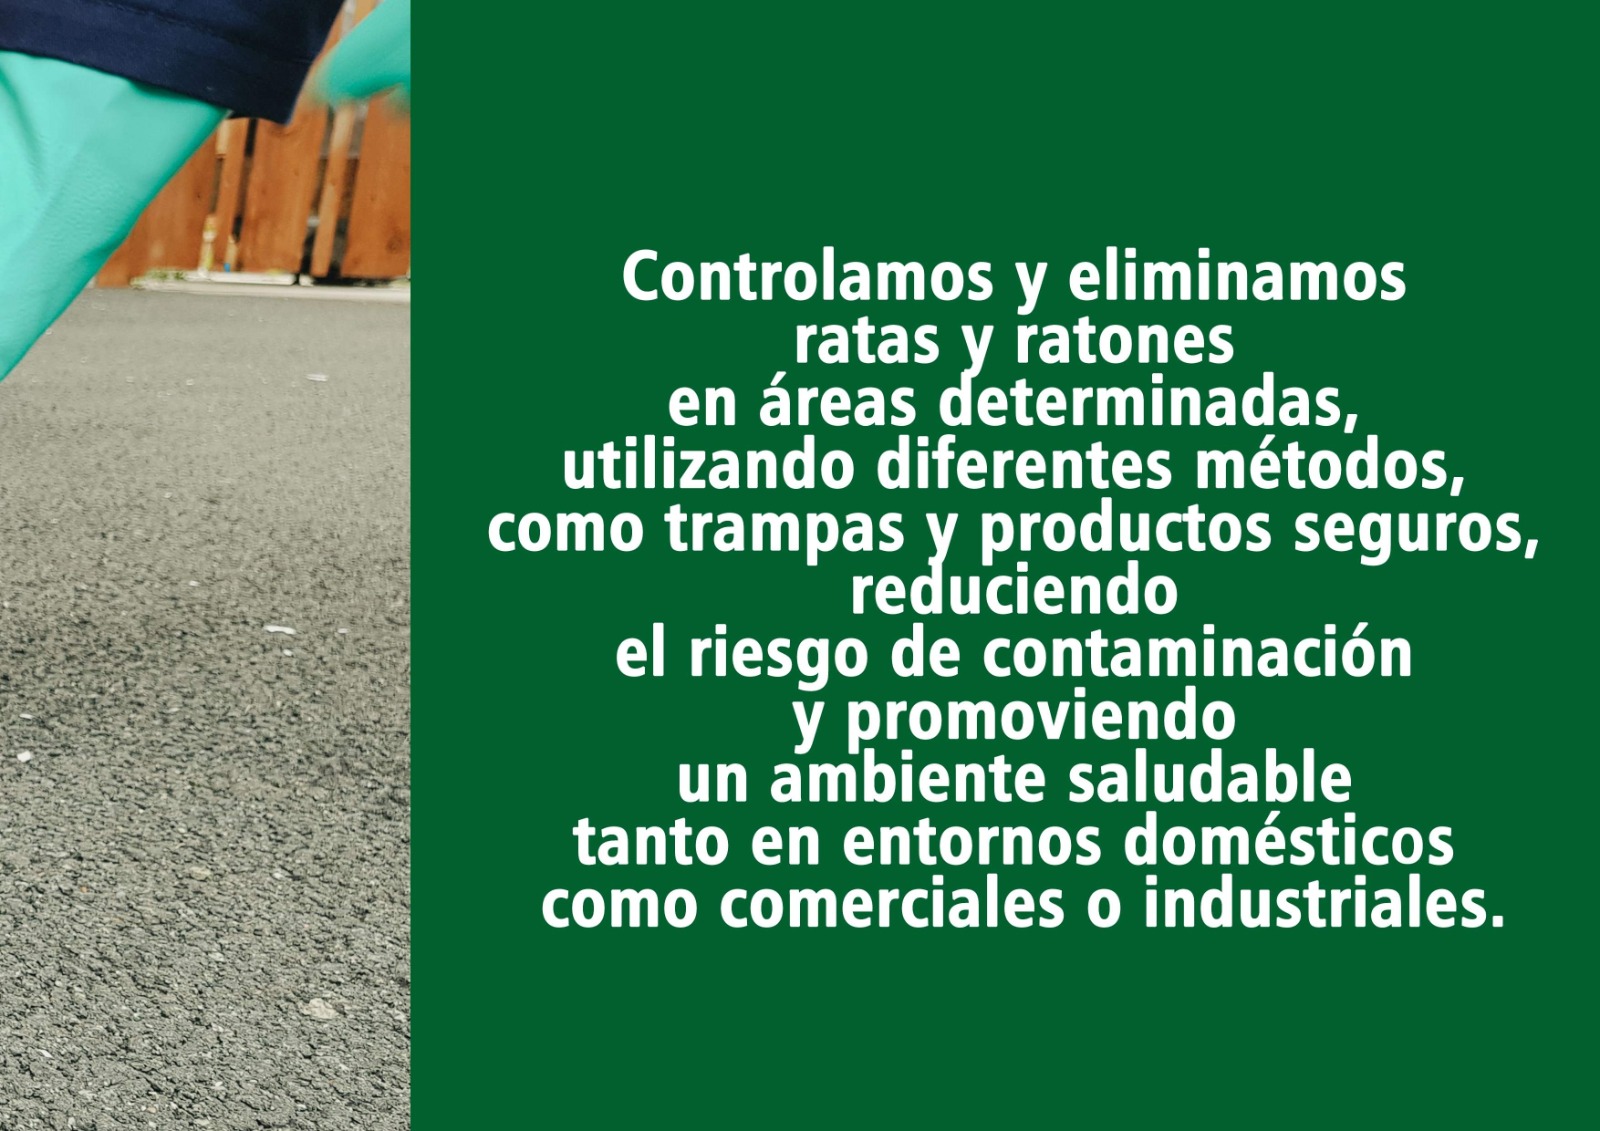 Controlamos y eliminamos
ratas y ratones
en áreas determinadas,
utilizando diferentes métodos,
como trampas y productos seguros,
reduciendo
el riesgo de contaminación
y promoviendo
un ambiente saludable
tanto en entornos domésticos
como comerciales o industriales.